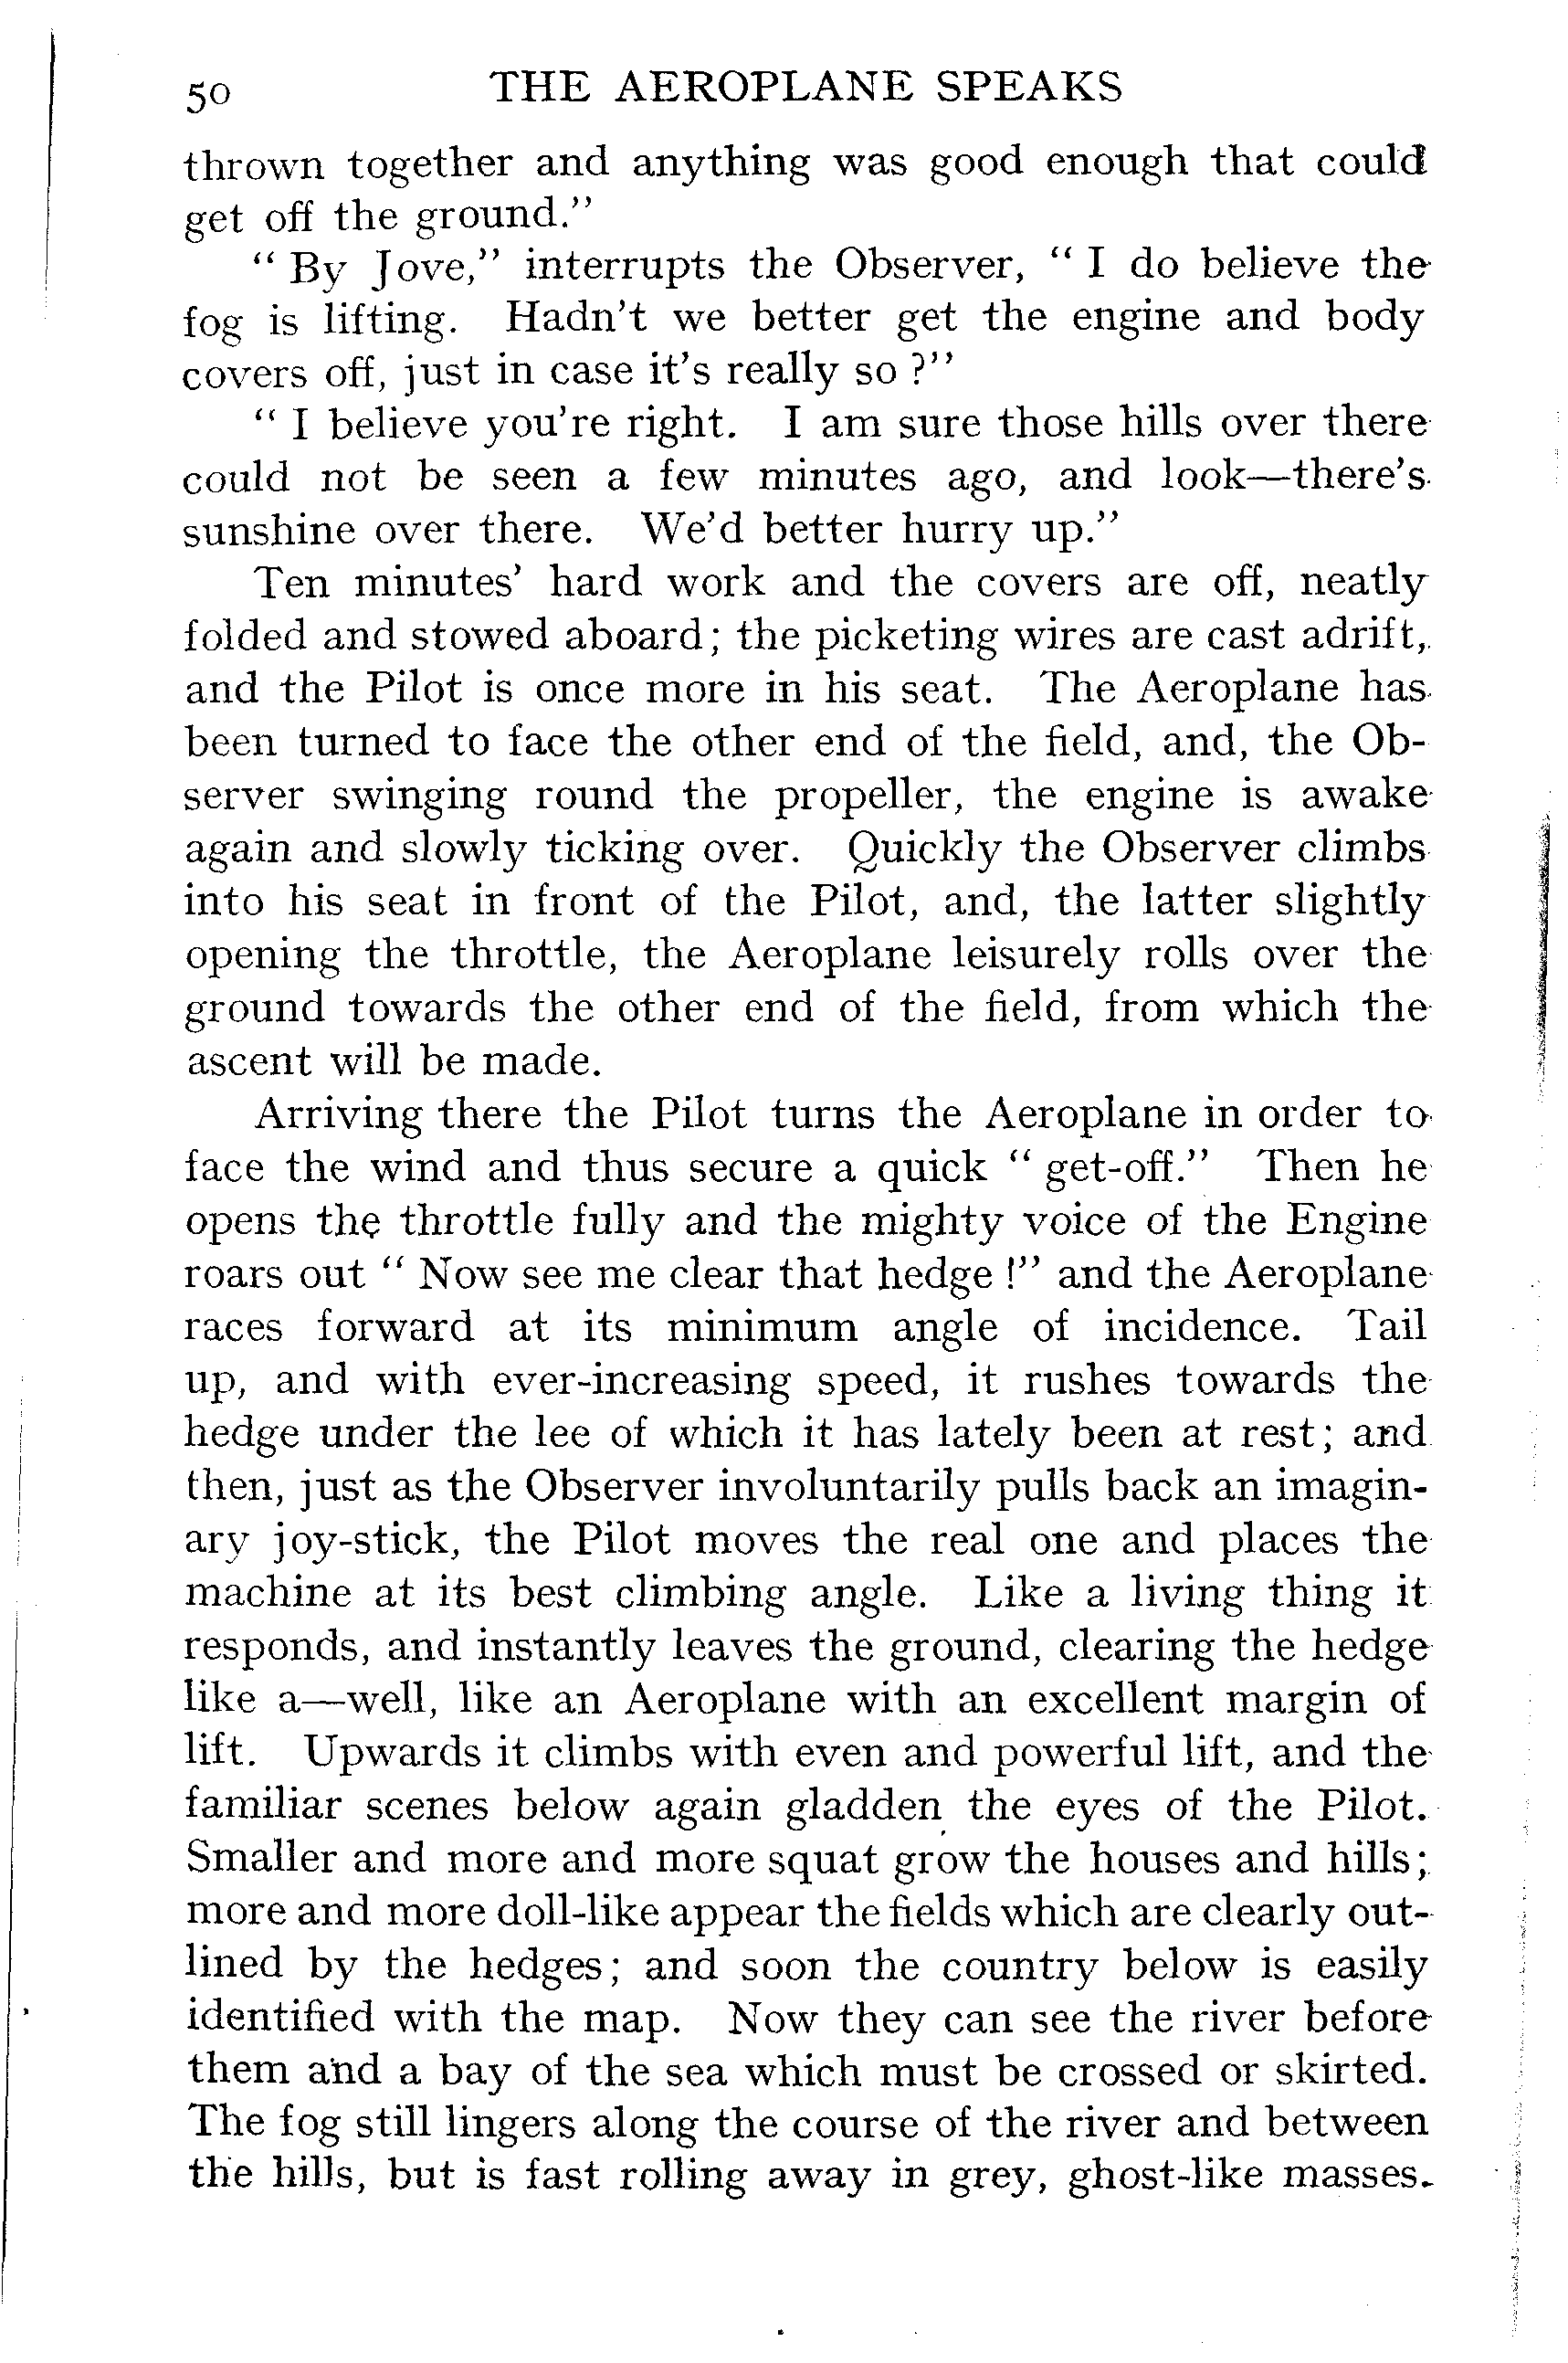 50 THE AEROPLANE SPEAKS
thrown together and anything was good enough that could
get off the ground."
" By Jove," interrupts the Observer, " I do believe the
fog is lifting. Hadn't we better get the engine and body
covers off, just in case it's really so ?"
" I believe you're right. I am sure those hills over there
could not be seen a few minutes ago, and look—there's
sunshine over there. We'd better hurry up."
Ten minutes' hard work and the covers are off, neatly
folded and stowed aboard; the picketing wires are cast adrift,
and the Pilot is once more in his seat. The Aeroplane has
been turned to face the other end of the field, and, the Ob-
server swinging round the propeller, the engine is awake
again and slowly ticking over. Quickly the Observer climbs
into his seat in front of the Pilot, and, the latter slightly
opening the throttle, the Aeroplane leisurely rolls over the
ground towards the other end of the field, from which the
ascent will be made.
Arriving there the Pilot turns the Aeroplane in order to
face the wind and thus secure a quick " get-off." Then he
opens the throttle fully and the mighty voice of the Engine
roars out " Now see me clear that hedge !" and the Aeroplane
races forward at its minimum angle of incidence. Tail
up, and with ever-increasing speed, it rushes towards the
hedge under the lee of which it has lately been at rest; and
then, just as the Observer involuntarily pulls back an imagin-
ary joy-stick, the Pilot moves the real one and places the
machine at its best climbing angle. Like a living thing it
responds, and instantly leaves the ground, clearing the hedge
like a—well, like an Aeroplane with an excellent margin of
lift. Upwards it climbs with even and powerful lift, and the
familiar scenes below again gladden the eyes of the Pilot.
Smaller and more and more squat grow the houses and hills;
more and more doll-like appear the fields which are clearly out-
lined by the hedges; and soon the country below is easily
identified with the map. Now they can see the river before
them and a bay of the sea which must be crossed or skirted.
The fog still lingers along the course of the river and between
the hills, but is fast rolling away in grey, ghost-like masses.